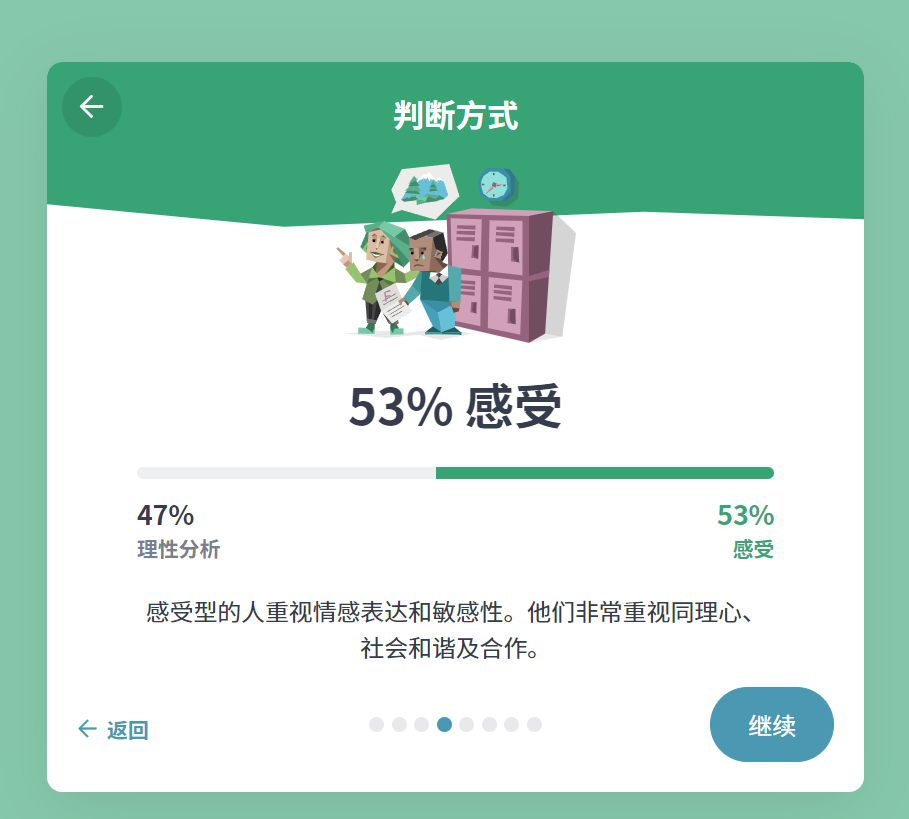 判断方式
53% 感受
47%
53%
理性分析
感受
感受型的人重视情感表达和敏感性。他们非常重视同理心、
社会和谐及合作。
返回
继续